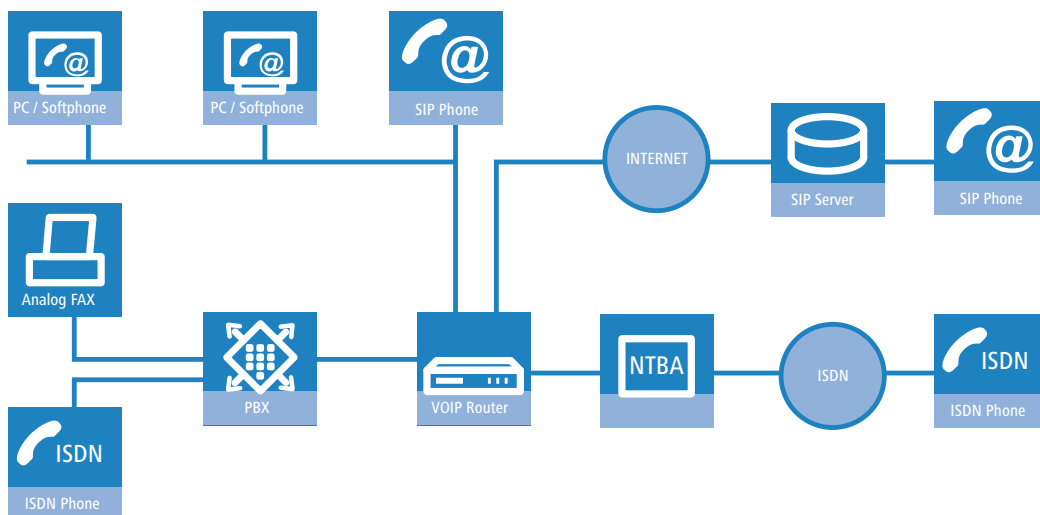 @
PC / Softphone
@
PC / Softphone
@
SIP Phone
INTERNET
SIP Server
@
SIP Phone
Analog FAX
PBX
VOIP Router
NTBA
ISDN
ISDN
ISDN Phone
ISDN
ISDN Phone